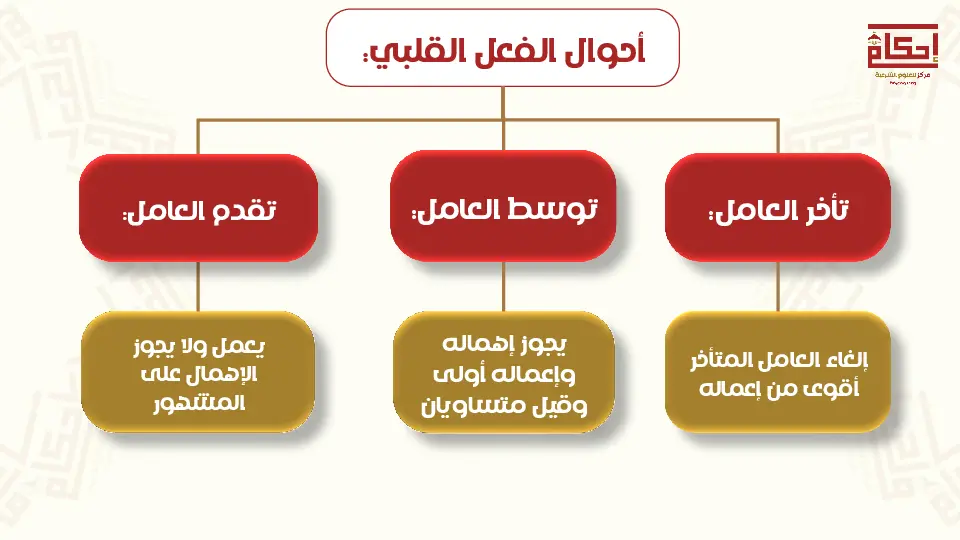 أحوال الفعل القلبي:
إحكام
مركز للعلوم الشرعية
تأخر العامل:
توسط العامل:
تقدم العامل:
إلغاء العامل المتأخر
أقوى من إعماله
يجوز إهماله
وإعماله أولى
وقيل متساويان
يعمل ولا يجوز
الإهمال على
المشهور